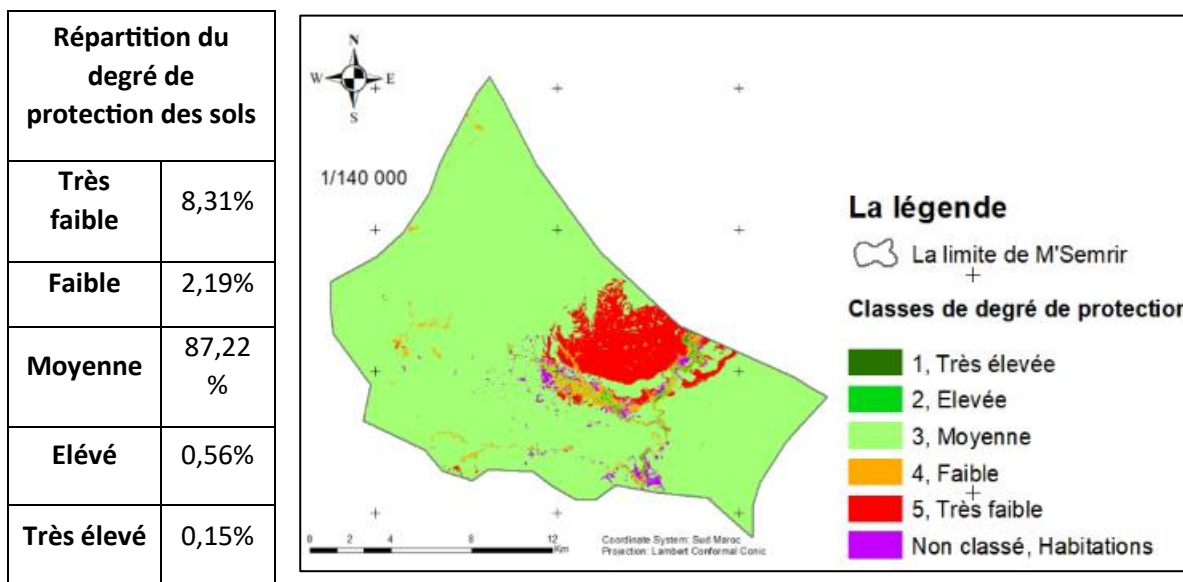 Répartition du
degré de
protection des sols
Très
faible
8,31%
Faible
2,19%
Moyenne
87,22
%
Elévé
0,56%
Très élevé
0,15%
N
W E
S
1/140 000
La légende
La limite de M'Semrir
Classes de degré de protection
1, Très élevée
2, Elevée
3, Moyenne
4, Faible
5, Très faible
Non classé, Habitations
0 2 4 8 12
Km
Coordinate System: Sud Maroc
Projection: Lambert Conformal Conic